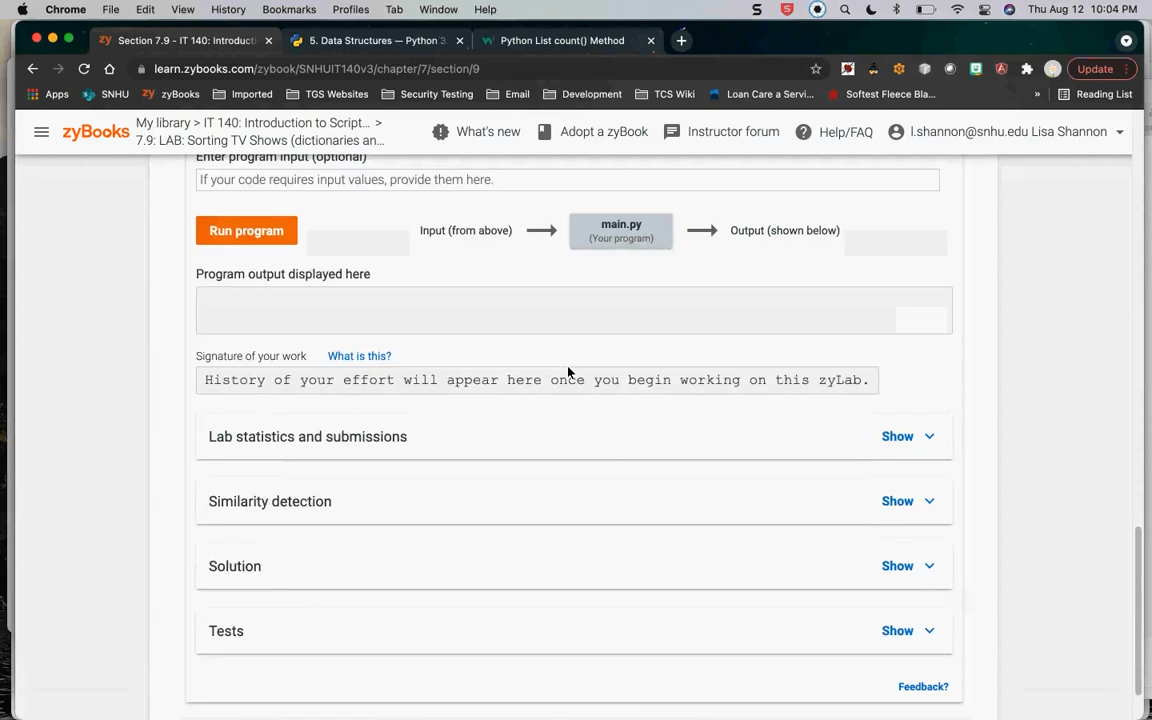 Chrome File Edit View History Bookmarks Profiles Tab Window Help Thu Aug 12 10:04 PM
Section 7.9 - IT 140: Introducti 5. Data Structures — Python 3 Python List count() Method
learn.zybooks.com/zybook/SNHUIT140v3/chapter/7/section/9 Update
Apps SNHU zyBooks Imported TGS Websites Security Testing Email Development TCS Wiki Loan Care a Servi... Softest Fleece Bla... » Reading List
zyBooks My library > IT 140: Introduction to Script... >
7.9: LAB: Sorting TV Shows (dictionaries an...
What's new Adopt a zyBook Instructor forum Help/FAQ l.shannon@snhu.edu Lisa Shannon
Enter program input (optional)
If your code requires input values, provide them here.
Run program Input (from above) main.py Output (shown below)
(Your program)
Program output displayed here
Signature of your work What is this?
History of your effort will appear here once you begin working on this zyLab.
Lab statistics and submissions Show
Similarity detection Show
Solution Show
Tests Show
Feedback?